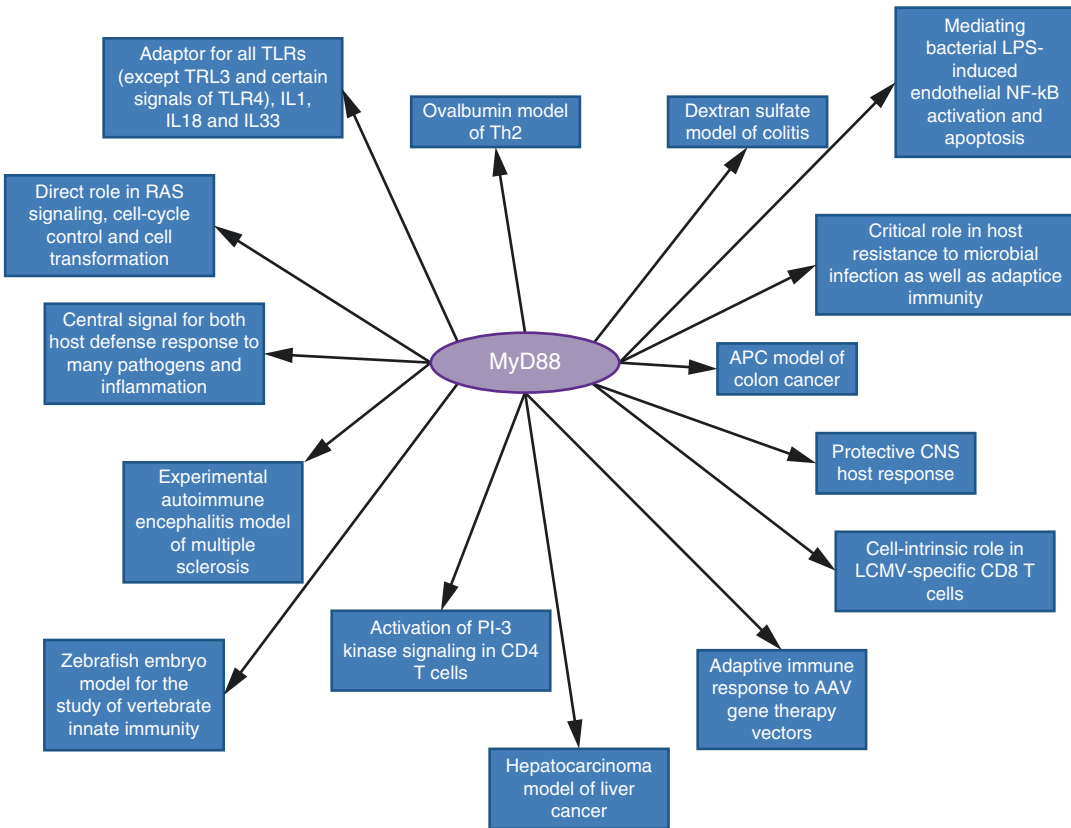 Adaptor for all TLRs
(except TRL3 and certain
signals of TLR4), IL1,
IL18 and IL33
Ovalbumin model
of Th2
Dextran sulfate
model of colitis
Mediating
bacterial LPS-
induced
endothelial NF-kB
activation and
apoptosis
Direct role in RAS
signaling, cell-cycle
control and cell
transformation
Critical role in host
resistance to microbial
infection as well as adaptice
immunity
Central signal for both
host defense response to
many pathogens and
inflammation
MyD88
APC model of
colon cancer
Protective CNS
host response
Experimental
autoimmune
encephalitis model
of multiple
sclerosis
Cell-intrinsic role in
LCMV-specific CD8 T
cells
Activation of PI-3
kinase signaling in CD4
T cells
Zebrafish embryo
model for the
study of vertebrate
innate immunity
Adaptive immune
response to AAV
gene therapy
vectors
Hepatocarcinoma
model of liver
cancer